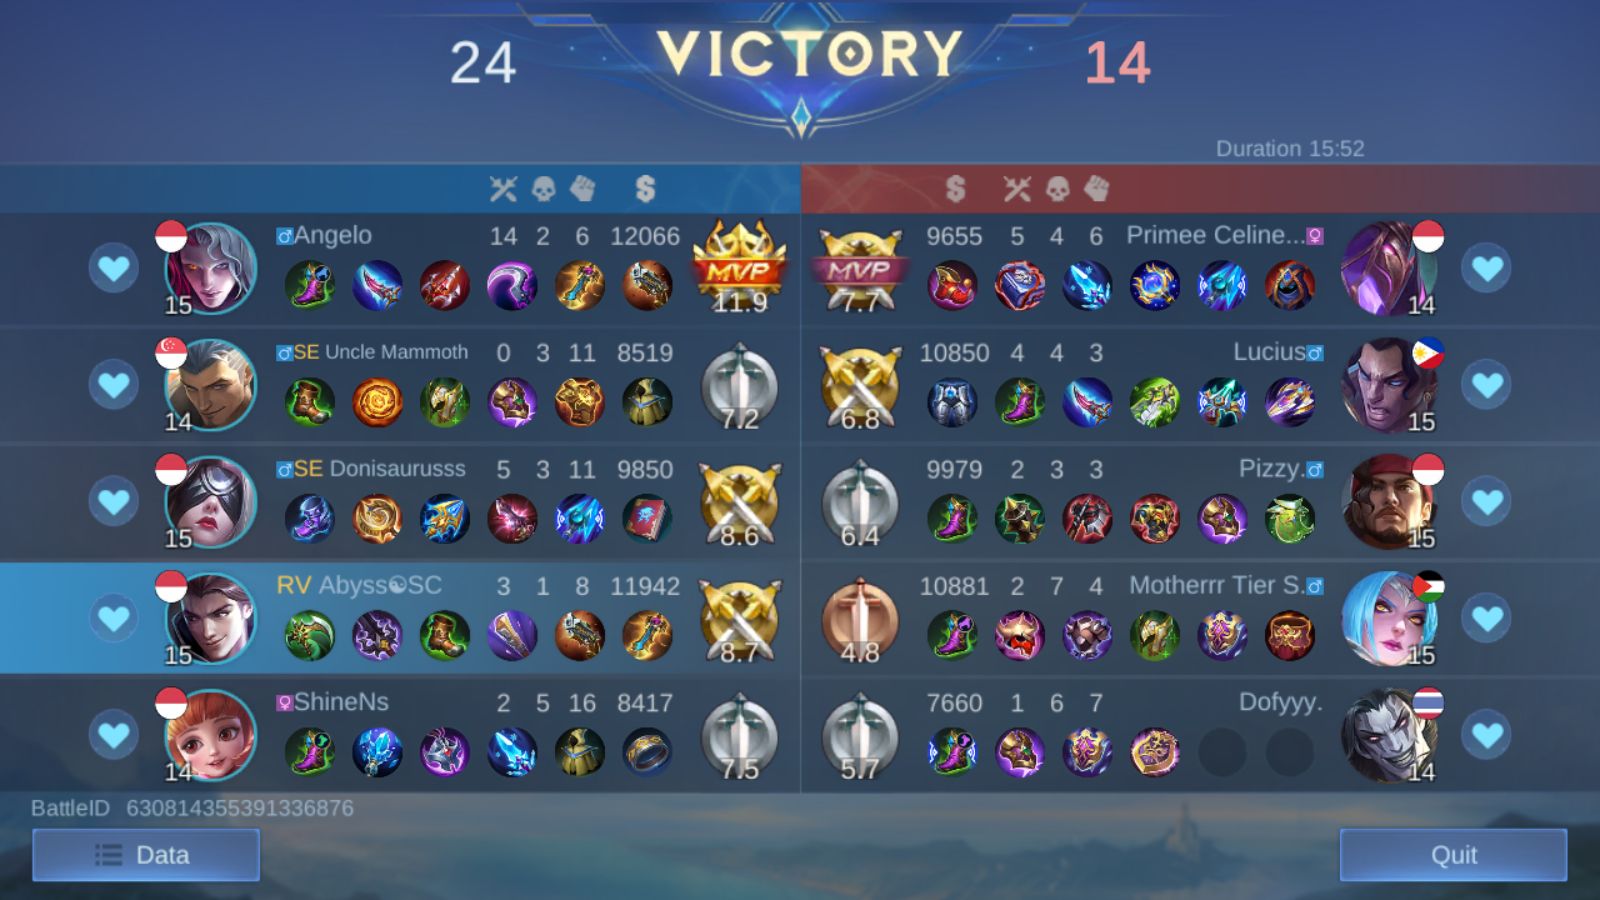 24 VICTORY 14
Duration 15:52
Angelo 14 2 6 12066 MVP 11.9 15
MVP 7.7 9655 5 4 6 Primee Celine... 14
SE Uncle Mammoth 0 3 11 8519 7.2 14
6.8 10850 4 4 3 Lucius 15
SE Donisaurusss 5 3 11 9850 8.6 15
6.4 9979 2 3 3 Pizzy. 15
RV Abyss☯SC 3 1 8 11942 8.7 15
4.8 10881 2 7 4 Motherrr Tier S. 15
ShineNs 2 5 16 8417 7.5 14
5.7 7660 1 6 7 Dofyyy. 14
BattleID 630814355391336876
Data
Quit